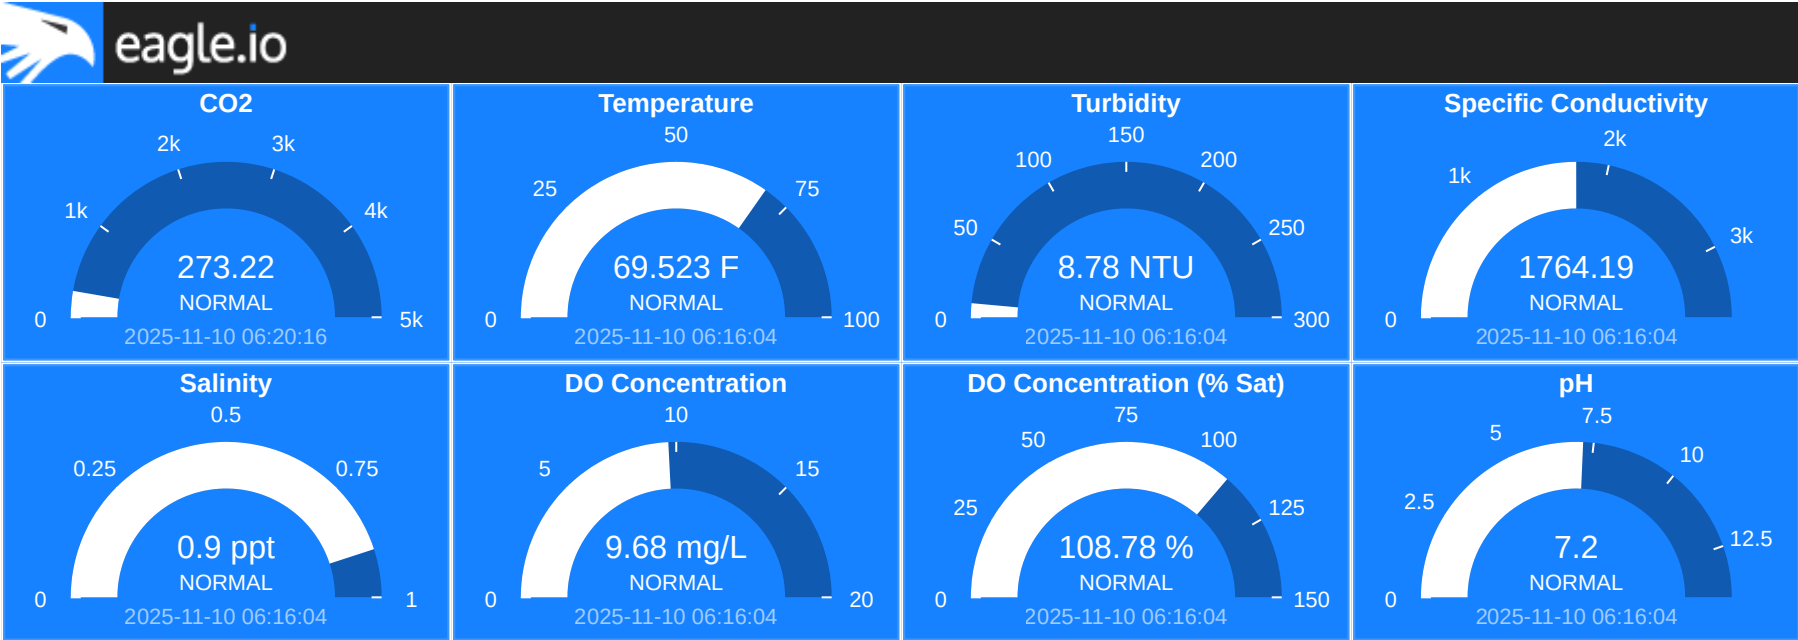 eagle.io
CO2
2k 3k
1k 4k
273.22
NORMAL
0 5k
2025-11-10 06:20:16
Temperature
50
25 75
69.523 F
NORMAL
0 100
2025-11-10 06:16:04
Turbidity
150
100 200
50 250
8.78 NTU
NORMAL
0 300
2025-11-10 06:16:04
Specific Conductivity
2k
1k
3k
1764.19
NORMAL
0
2025-11-10 06:16:04
Salinity
0.5
0.25 0.75
0.9 ppt
NORMAL
0 1
2025-11-10 06:16:04
DO Concentration
10
5 15
9.68 mg/L
NORMAL
0 20
2025-11-10 06:16:04
DO Concentration (% Sat)
75
50 100
25 125
108.78 %
NORMAL
0 150
2025-11-10 06:16:04
pH
7.5
5 10
2.5 12.5
7.2
NORMAL
0
2025-11-10 06:16:04